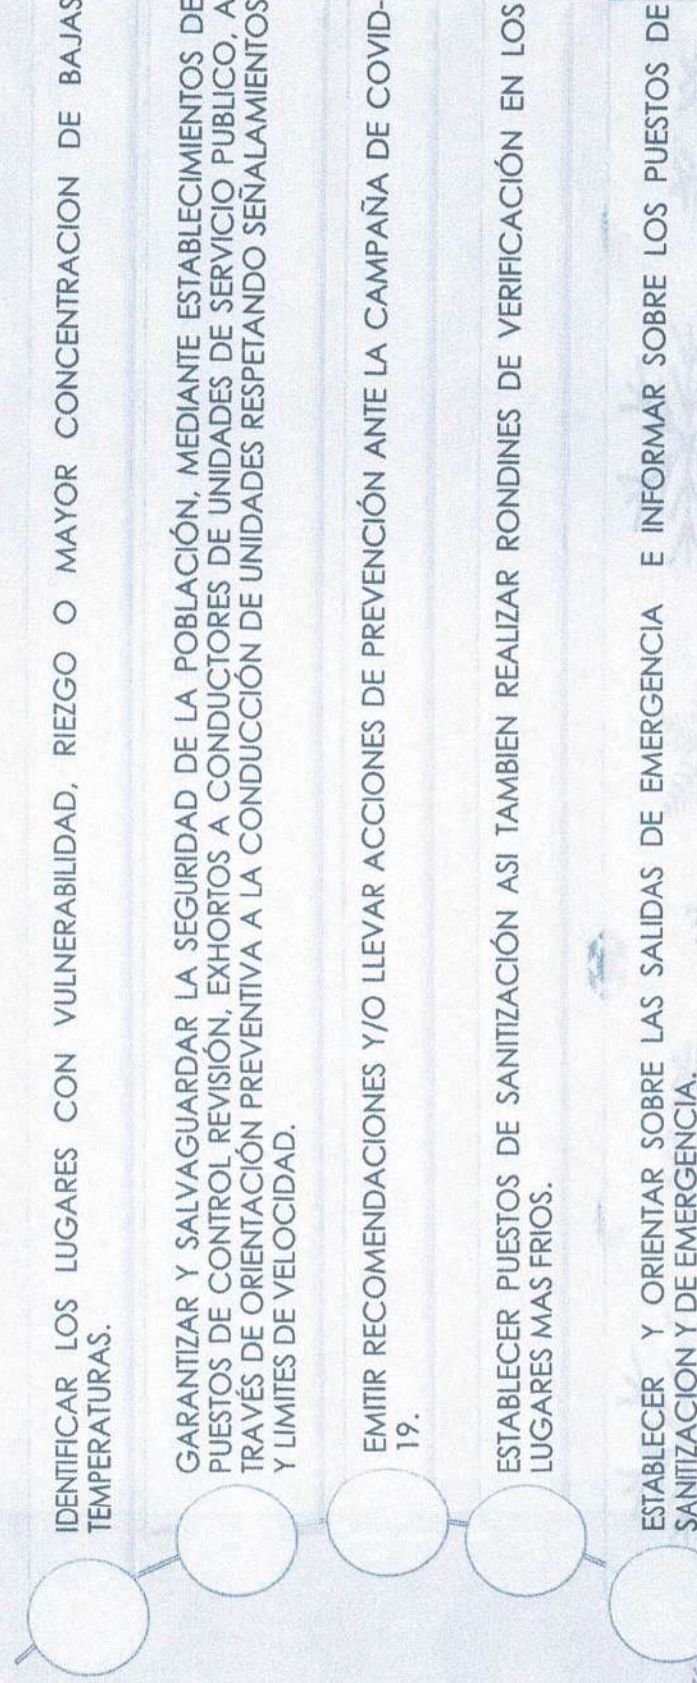 IDENTIFICAR LOS LUGARES CON VULNERABILIDAD, RIEZGO O MAYOR CONCENTRACION DE BAJAS
TEMPERATURAS.
GARANTIZAR Y SALVAGUARDAR LA SEGURIDAD DE LA POBLACIÓN, MEDIANTE ESTABLECIMIENTOS DE
PUESTOS DE CONTROL REVISIÓN, EXHORTOS A CONDUCTORES DE UNIDADES DE SERVICIO PUBLICO, A
TRAVÉS DE ORIENTACIÓN PREVENTIVA A LA CONDUCCIÓN DE UNIDADES RESPETANDO SEÑALAMIENTOS
Y LIMITES DE VELOCIDAD.
EMITIR RECOMENDACIONES Y/O LLEVAR ACCIONES DE PREVENCIÓN ANTE LA CAMPAÑA DE COVID-
19.
ESTABLECER PUESTOS DE SANITIZACIÓN ASI TAMBIEN REALIZAR RONDINES DE VERIFICACIÓN EN LOS
LUGARES MAS FRIOS.
ESTABLECER Y ORIENTAR SOBRE LAS SALIDAS DE EMERGENCIA E INFORMAR SOBRE LOS PUESTOS DE
SANITIZACION Y DE EMERGENCIA.